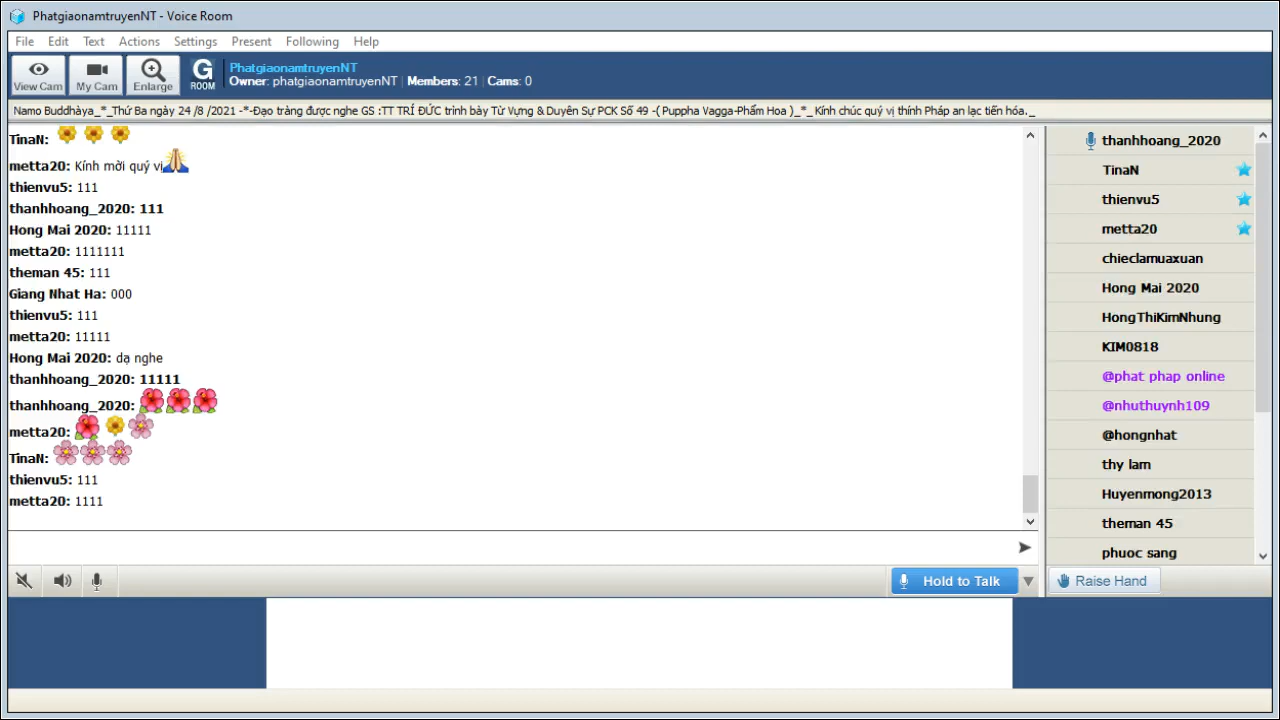 PhatgiaonamtruyenNT - Voice Room
File Edit Text Actions Settings Present Following Help
View Cam
My Cam
Enlarge
G
ROOM
PhatgiaonamtruyenNT
Owner: phatgiaonamtruyenNT | Members: 21 | Cams: 0
Namo Buddhàya_*_Thứ Ba ngày 24 /8 /2021 -*-Đạo tràng được nghe GS :TT TRÍ ĐỨC trình bày Từ Vựng & Duyên Sự PCK Số 49 -( Puppha Vagga-Phẩm Hoa )_*_Kính chúc quý vị thính Pháp an lạc tiến hóa._
TinaN:
metta20: Kính mời quý vị
thienvu5: 111
thanhhoang_2020: 111
Hong Mai 2020: 11111
metta20: 1111111
theman 45: 111
Giang Nhat Ha: 000
thienvu5: 111
metta20: 11111
Hong Mai 2020: dạ nghe
thanhhoang_2020: 11111
thanhhoang_2020:
metta20:
TinaN:
thienvu5: 111
metta20: 1111
thanhhoang_2020
TinaN
thienvu5
metta20
chieclamuaxuan
Hong Mai 2020
HongThiKimNhung
KIM0818
@phat phap online
@nhuthuynh109
@hongnhat
thy lam
Huyenmong2013
theman 45
phuoc sang
Hold to Talk
Raise Hand